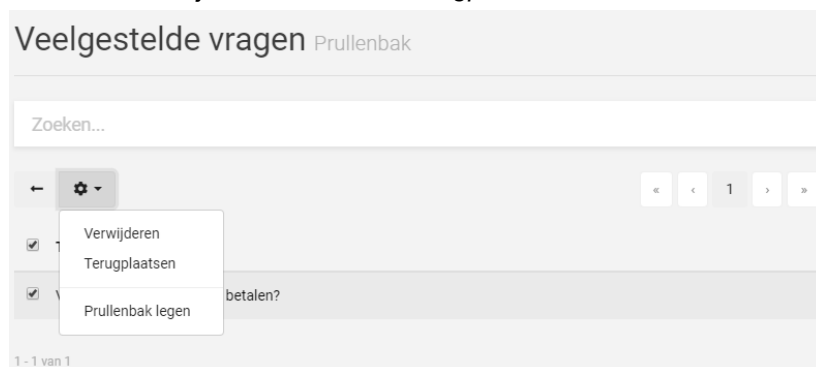 Veelgestelde vragen Prullenbak
Zoeken...
« ‹ 1 › »
Verwijderen
Terugplaatsen
betalen?
Prullenbak legen
1 - 1 van 1